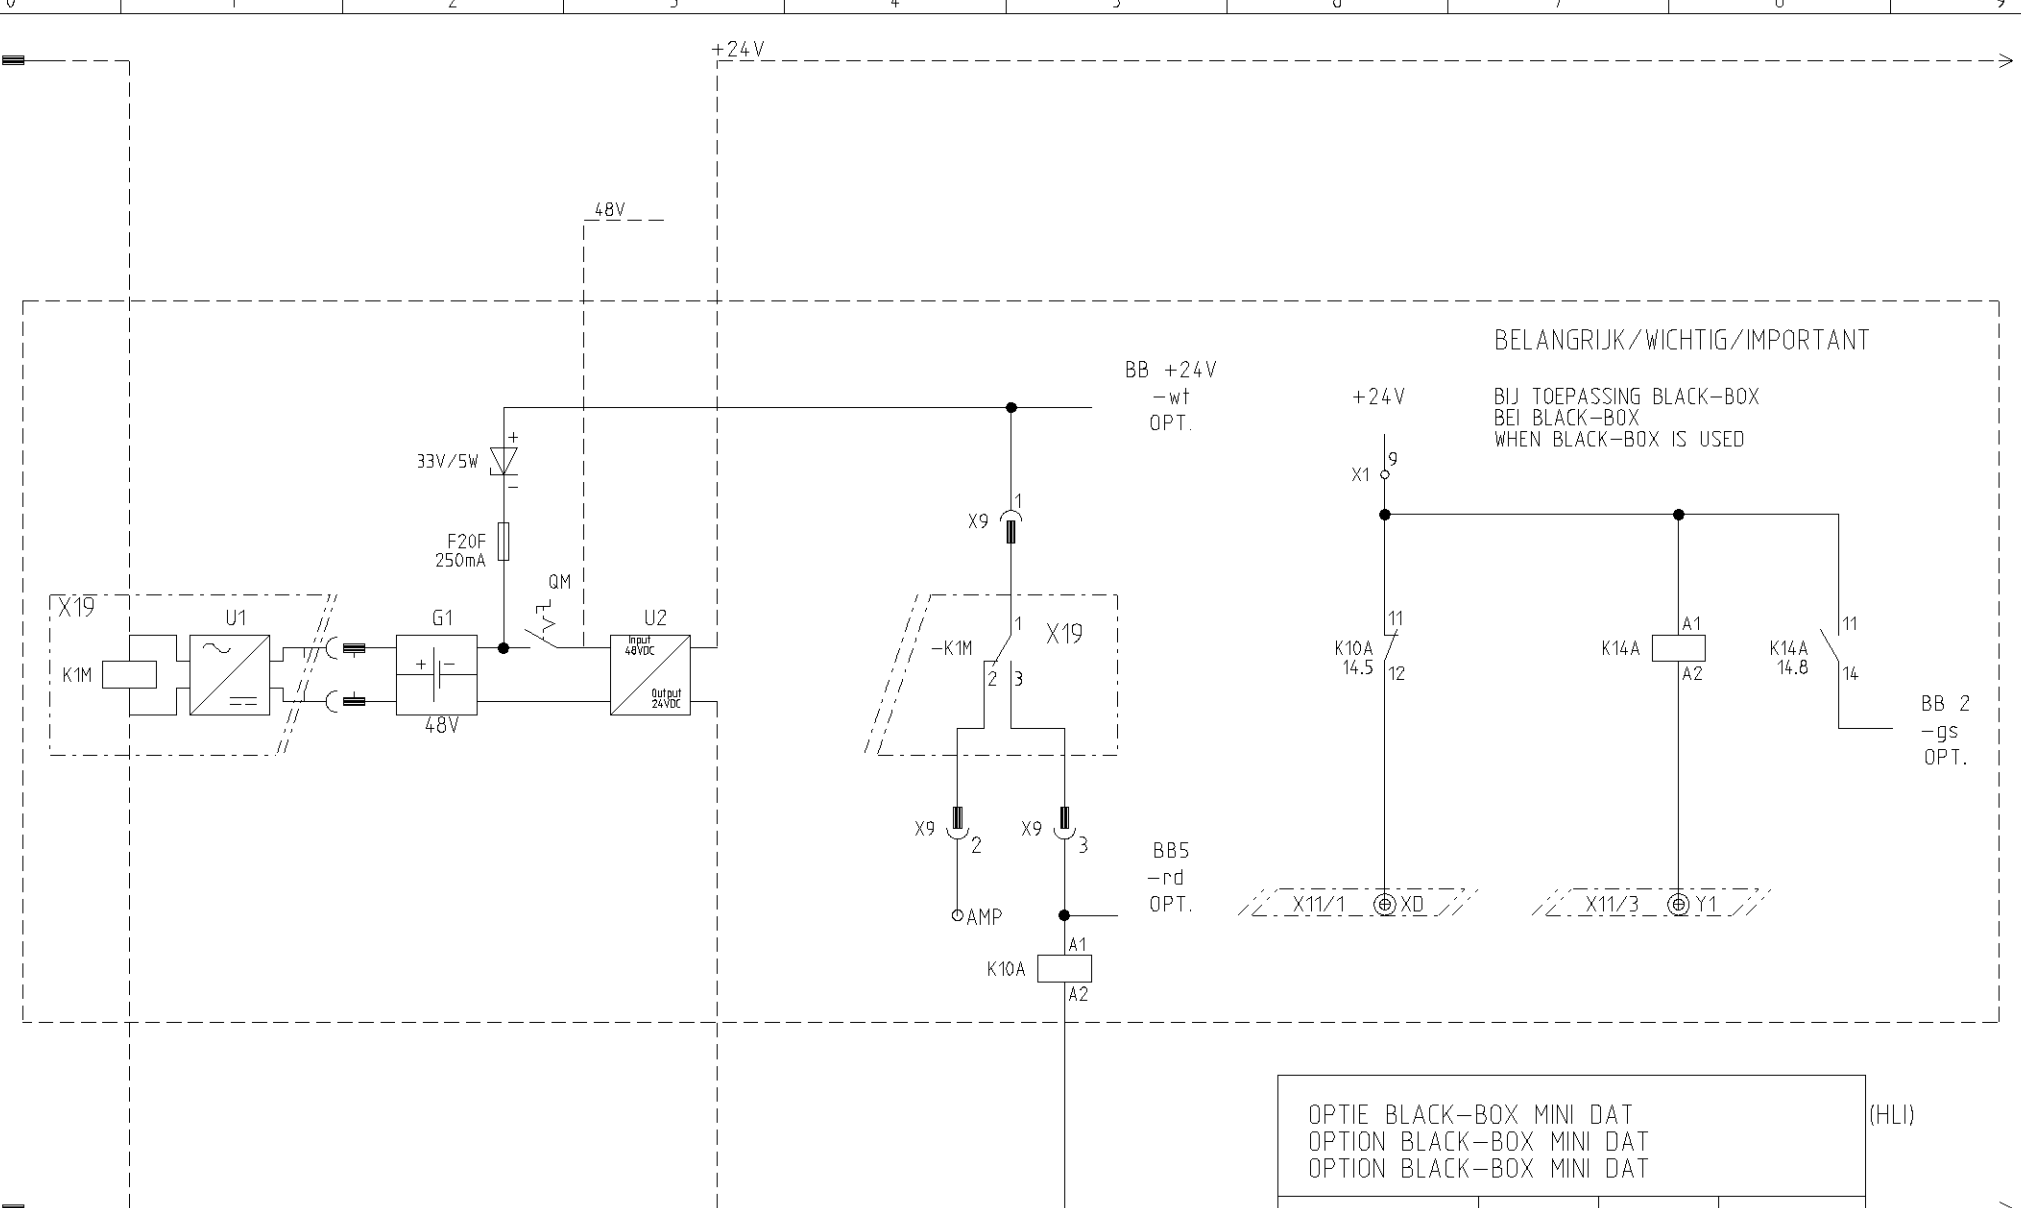 +24V
48V
BELANGRIJK/WICHTIG/IMPORTANT
BB +24V
-wt
OPT.
+24V
BIJ TOEPASSING BLACK-BOX
BEI BLACK-BOX
WHEN BLACK-BOX IS USED
33V/5W
+
-
X1
9
X9
1
F20F
250mA
QM
X19
U1
G1
U2
Input
48VDC
Output
24VDC
K1M
+
-
48V
-K1M
1
2
3
X19
K10A
14.5
11
12
K14A
A1
A2
K14A
14.8
11
14
BB 2
-gs
OPT.
X9
2
X9
3
BB5
-rd
OPT.
AMP
X11/1
XD
X11/3
Y1
K10A
A1
A2
OPTIE BLACK-BOX MINI DAT
(HLI)
OPTION BLACK-BOX MINI DAT
OPTION BLACK-BOX MINI DAT